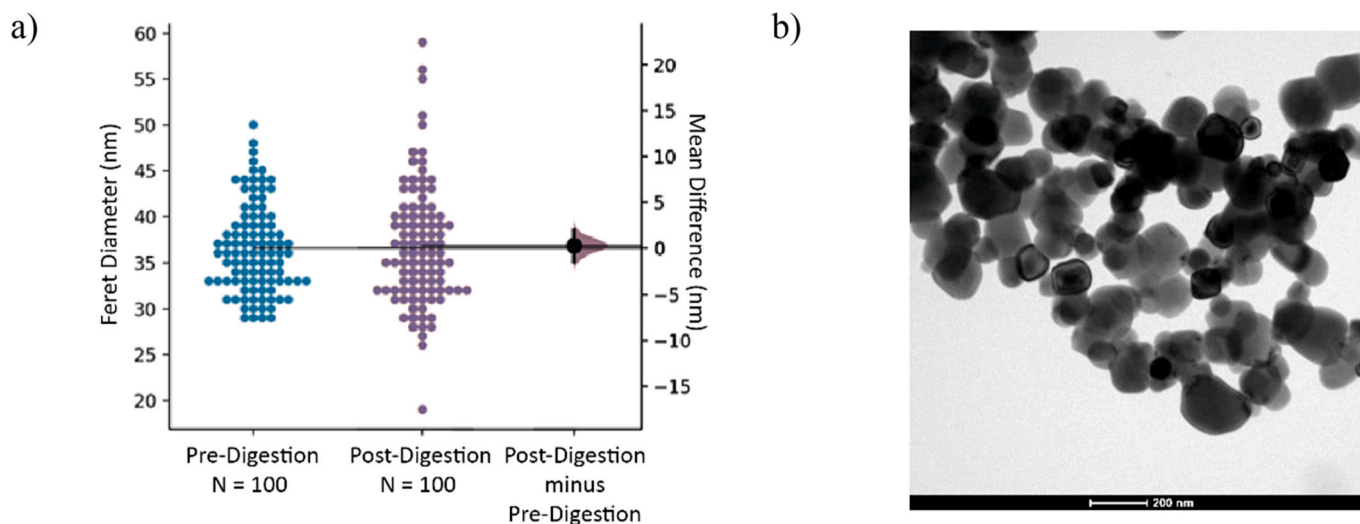 a)
60
55
50
45
40
35
30
25
20
Feret Diameter (nm)
20
15
10
5
0
−5
−10
−15
Mean Difference (nm)
Pre-Digestion
N = 100
Post-Digestion
N = 100
Post-Digestion
minus
Pre-Digestion
b)
200 nm